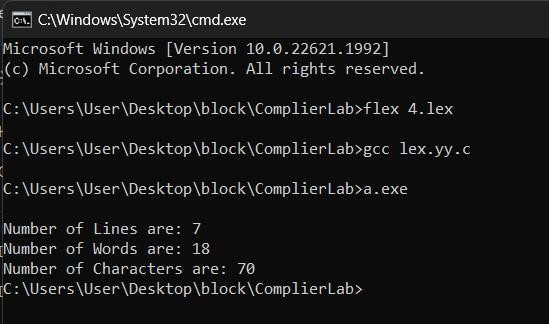 C:\Windows\System32\cmd.exe
Microsoft Windows [Version 10.0.22621.1992]
(c) Microsoft Corporation. All rights reserved.
C:\Users\User\Desktop\block\ComplierLab>flex 4.lex
C:\Users\User\Desktop\block\ComplierLab>gcc lex.yy.c
C:\Users\User\Desktop\block\ComplierLab>a.exe
Number of Lines are: 7
Number of Words are: 18
Number of Characters are: 70
C:\Users\User\Desktop\block\ComplierLab>